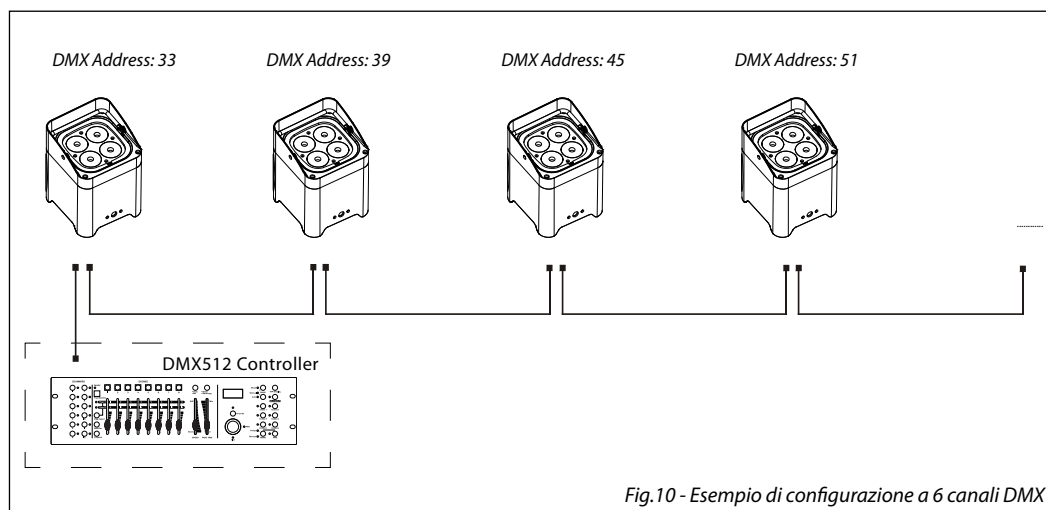 DMX Address: 33
DMX Address: 39
DMX Address: 45
DMX Address: 51
DMX512 Controller
Fig.10 - Esempio di configurazione a 6 canali DMX